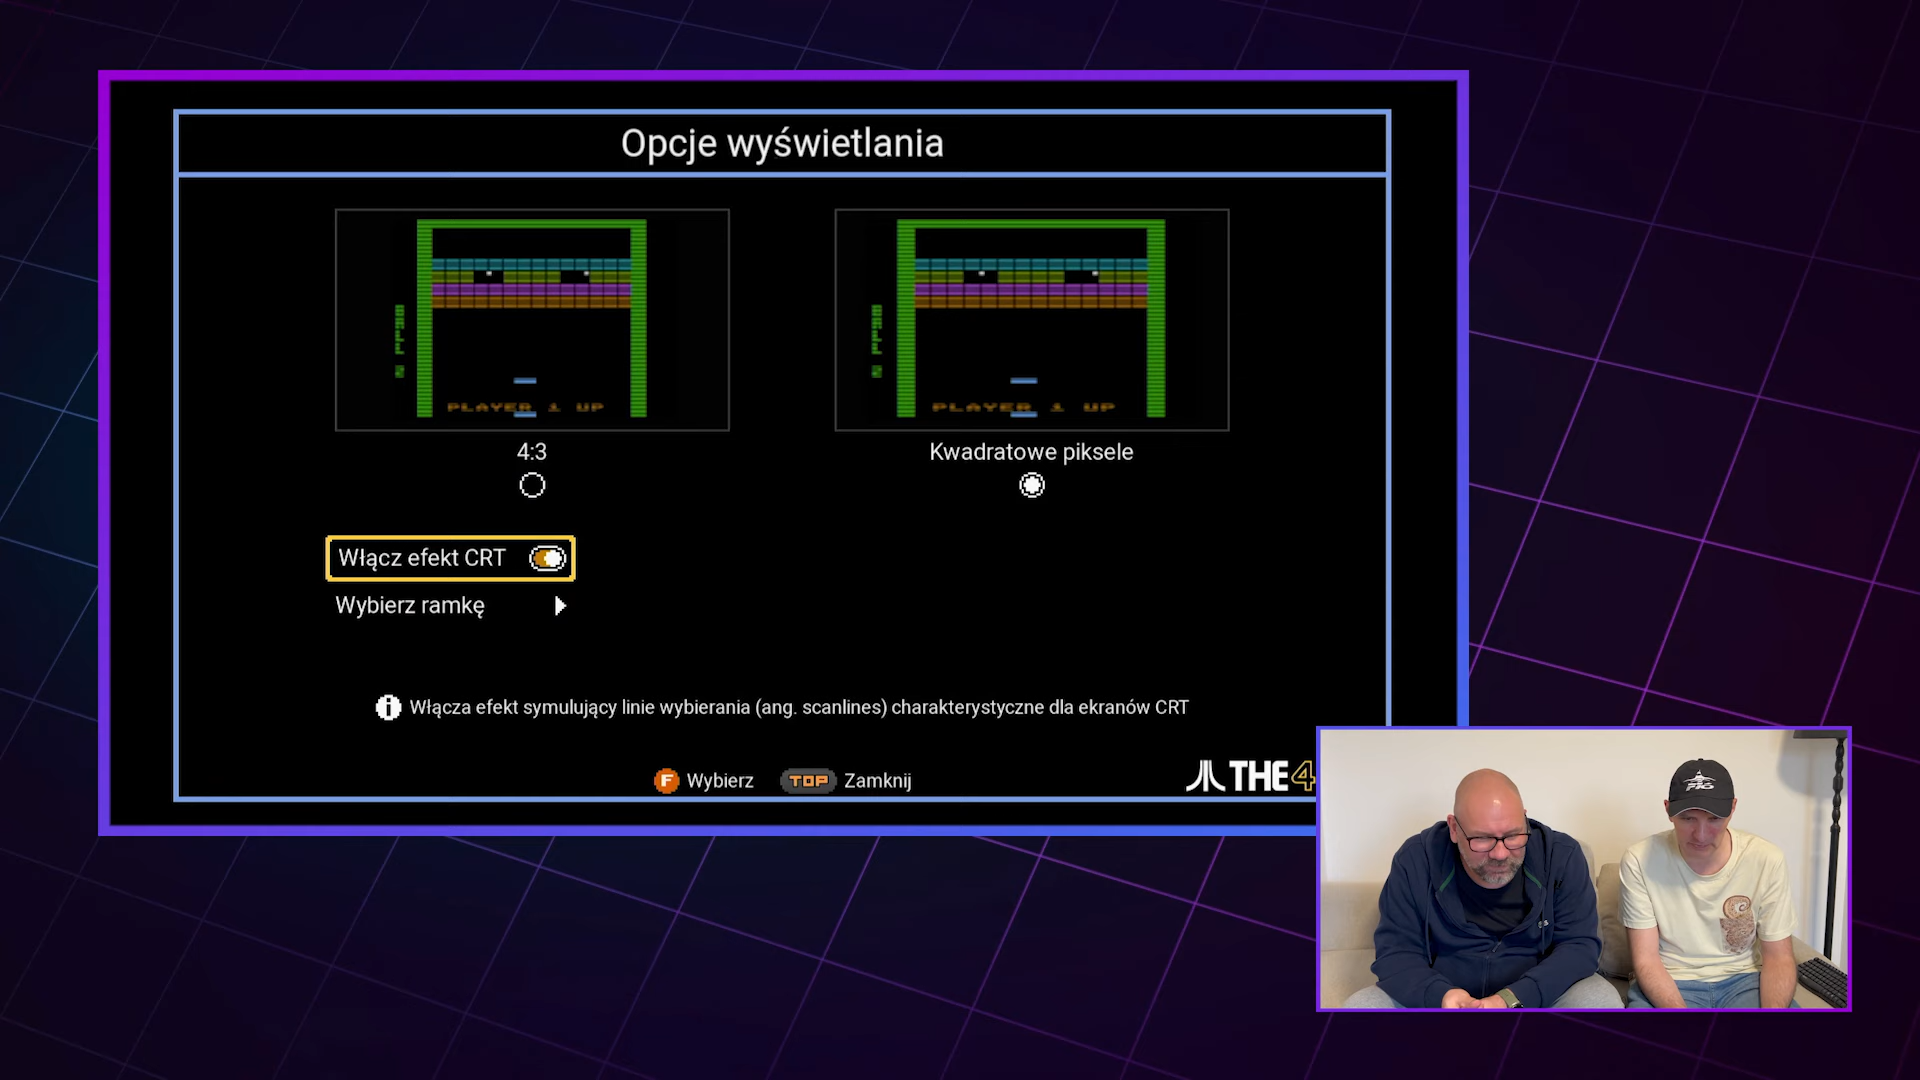 Opcje wyświetlania
PLAYER 1 UP
PLAYER 1 UP
4:3
Kwadratowe piksele
Włącz efekt CRT
Wybierz ramkę
Włącza efekt symulujący linie wybierania (ang. scanlines) charakterystyczne dla ekranów CRT
F Wybierz
TOP Zamknij
THE4